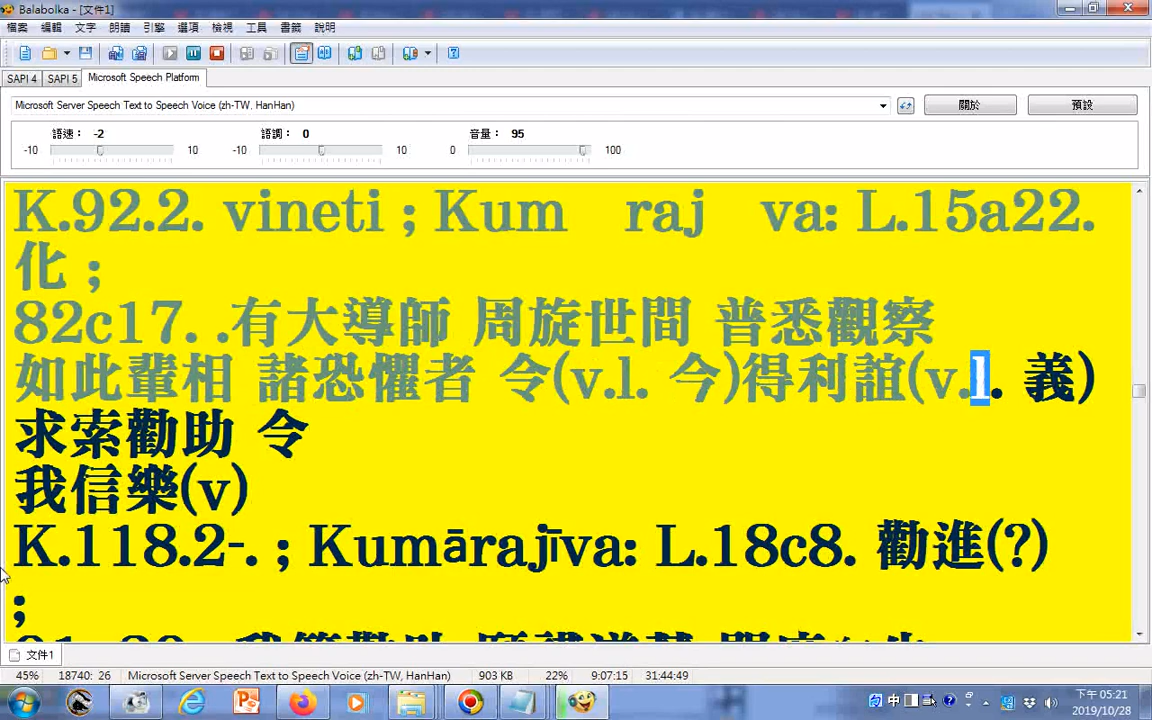 Balabolka - [文件1]
檔案 編輯 文字 朗讀 引擎 選項 檢視 工具 書籤 說明
SAPI 4 SAPI 5 Microsoft Speech Platform
Microsoft Server Speech Text to Speech Voice (zh-TW, HanHan) 關於 預設
語速： -2 語調： 0 音量： 95
-10 10 -10 10 0 100
K.92.2. vineti ; Kum raj va: L.15a22.
化 ;
82c17. .有大導師 周旋世間 普悉觀察
如此輩相 諸恐懼者 令(v.l. 今)得利誼(v.l. 義)
求索勸助 令
我信樂(v)
K.118.2-. ; Kumārajīva: L.18c8. 勸進(?)
;
文件1
45% 18740: 26 Microsoft Server Speech Text to Speech Voice (zh-TW, HanHan) 903 KB 22% 9:07:15 31:44:49
中 下午 05:21
2019/10/28